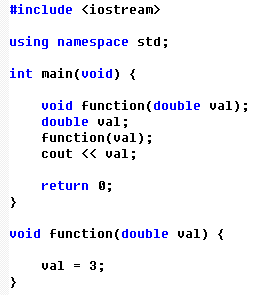 #include <iostream>
using namespace std;
int main(void) {
void function(double val);
double val;
function(val);
cout << val;
return 0;
}
void function(double val) {
val = 3;
}